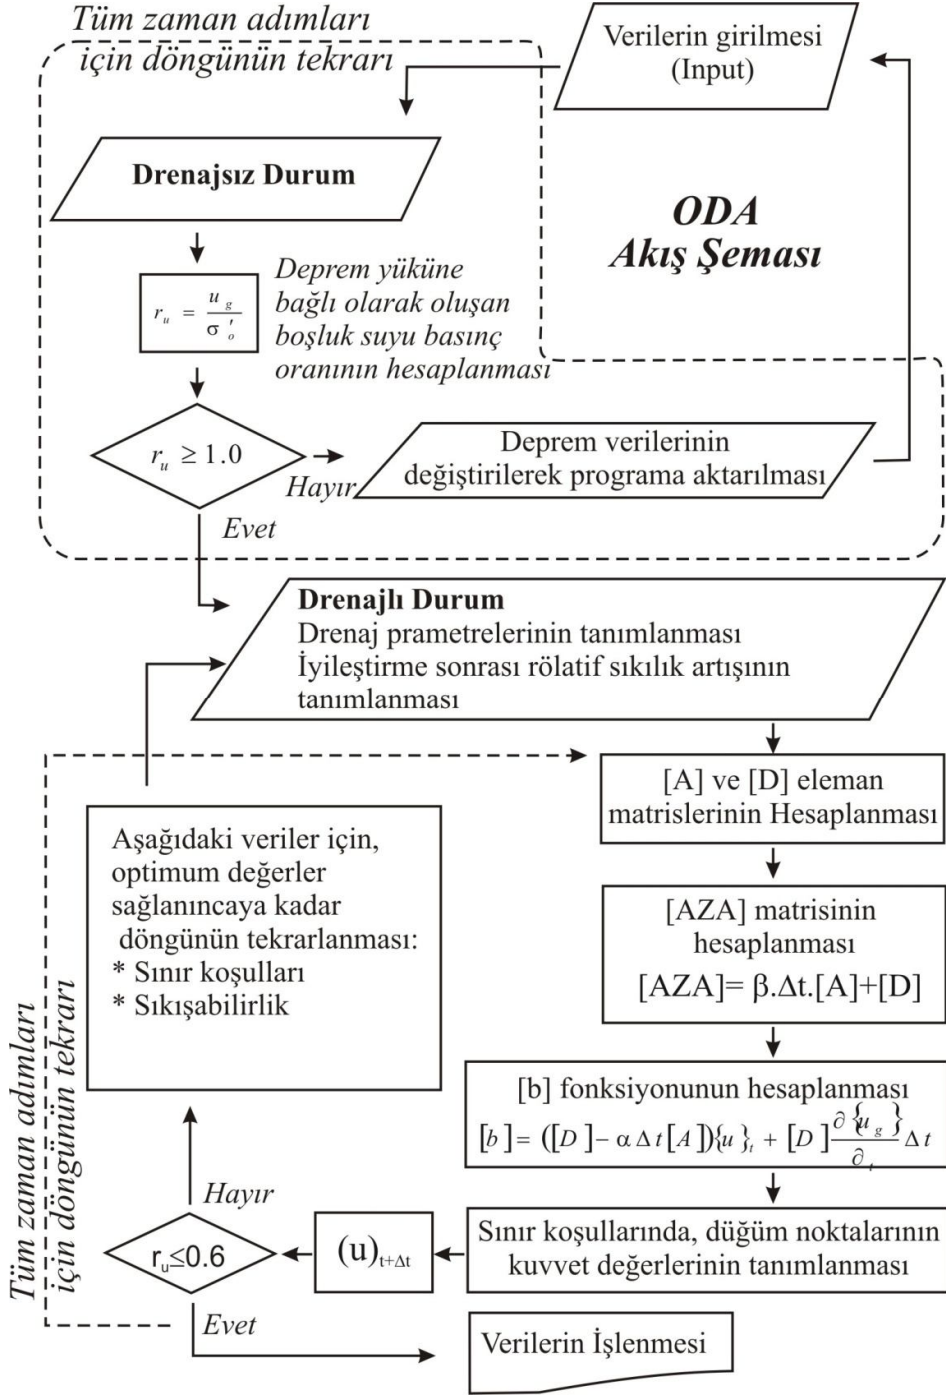 Tüm zaman adımları
için döngünün tekrarı
Verilerin girilmesi
(Input)
Drenajsız Durum
ODA
Akış Şeması
r_u = u_g / σ'_o
Deprem yüküne
bağlı olarak oluşan
boşluk suyu basınç
oranının hesaplanması
r_u ≥ 1.0
Hayır
Deprem verilerinin
değiştirilerek programa aktarılması
Evet
Drenajlı Durum
Drenaj prametrelerinin tanımlanması
İyileştirme sonrası rölatif sıkılık artışının
tanımlanması
[A] ve [D] eleman
matrislerinin Hesaplanması
[AZA] matrisinin
hesaplanması
[AZA]= β.Δt.[A]+[D]
[b] fonksiyonunun hesaplanması
[b]= ([D]-α Δt[A]){u}_t + [D] ∂{u_g}/∂_t Δt
Sınır koşullarında, düğüm noktalarının
kuvvet değerlerinin tanımlanması
(u)_t+Δt
r_u≤0.6
Hayır
Aşağıdaki veriler için,
optimum değerler
sağlanıncaya kadar
döngünün tekrarlanması:
* Sınır koşulları
* Sıkışabilirlik
Tüm zaman adımları
için döngünün tekrarı
Evet
Verilerin İşlenmesi